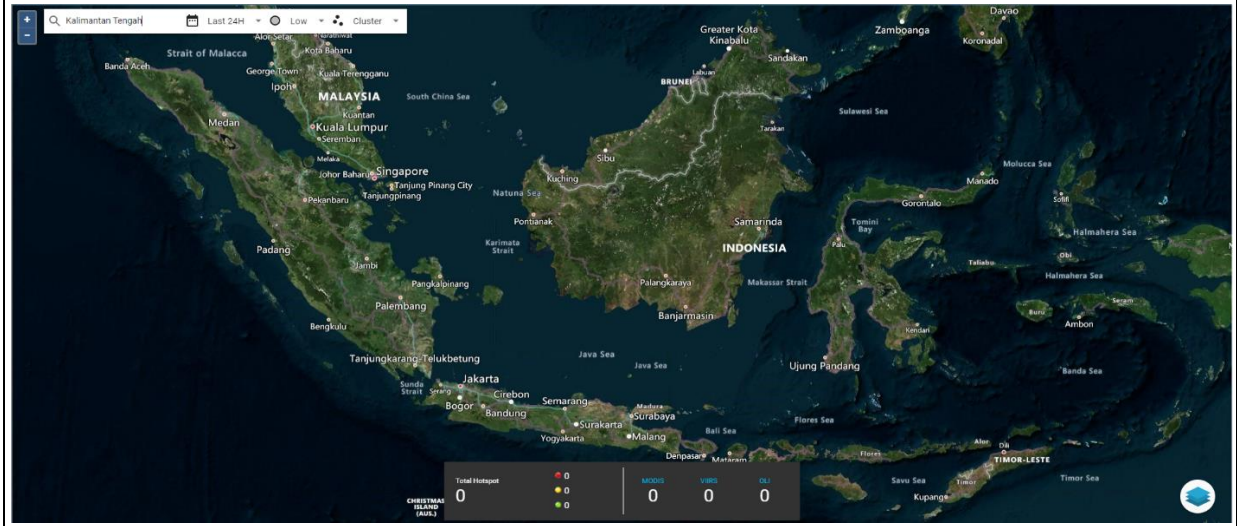 +
−
Kalimantan Tengah
Last 24H
Low
Cluster
Davao
Greater Kota
Kinabalu
Zamboanga
Koronadal
Alor Setar
Narathiwat
Kota Baharu
Strait of Malacca
Banda Aceh
George Town
Kuala Terengganu
Labuan
Sandakan
BRUNEI
Ipoh
MALAYSIA
South China Sea
Sulawesi Sea
Kuantan
Medan
Kuala Lumpur
Tarakan
Seremban
Melaka
Sibu
Molucca Sea
Johor Baharu
Singapore
Kuching
Manado
Tanjung Pinang City
Tanjungpinang
Natuna Sea
Pekanbaru
Gorontalo
Sofifi
Pontianak
Samarinda
Tomini
Bay
Halmahera Sea
Karimata
Strait
INDONESIA
Palu
Padang
Obi
Taliabu
Jambi
Halmahera Sea
Pangkalpinang
Palangkaraya
Makassar Strait
Palembang
Seram
Buru
Banjarmasin
Ambon
Bengkulu
Kendari
Java Sea
Tanjungkarang-Telukbetung
Java Sea
Ujung Pandang
Banda Sea
Jakarta
Sunda
Strait
Serang
Cirebon
Bogor
Semarang
Madura
Bandung
Surabaya
Surakarta
Flores Sea
Bali Sea
Yogyakarta
Malang
Alor
Dili
Denpasar
Mataram
Flores
TIMOR-LESTE
Total Hotspot
0
0
0
0
MODIS
0
VIIRS
0
OLI
0
Savu Sea
Timor
Timor Sea
Kupang
CHRISTMAS
ISLAND
(AUS.)